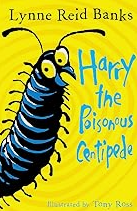 Lynne Reid Banks
Harry
the
Poisonous
Centipede
Illustrated by Tony Ross